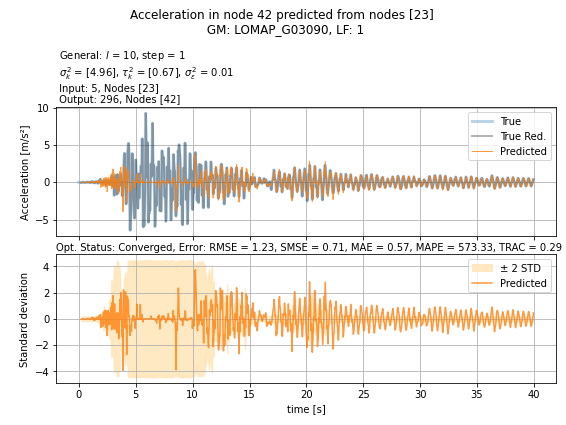 Acceleration in node 42 predicted from nodes [23]
GM: LOMAP_G03090, LF: 1
General: l = 10, step = 1
σ²ₖ = [4.96], τ²ₖ = [0.67], σ²ε = 0.01
Input: 5, Nodes [23]
Output: 296, Nodes [42]
Acceleration [m/s²]
10
5
0
−5
True
True Red.
Predicted
Opt. Status: Converged, Error: RMSE = 1.23, SMSE = 0.71, MAE = 0.57, MAPE = 573.33, TRAC = 0.29
Standard deviation
4
2
0
−2
−4
± 2 STD
Predicted
0 5 10 15 20 25 30 35 40
time [s]